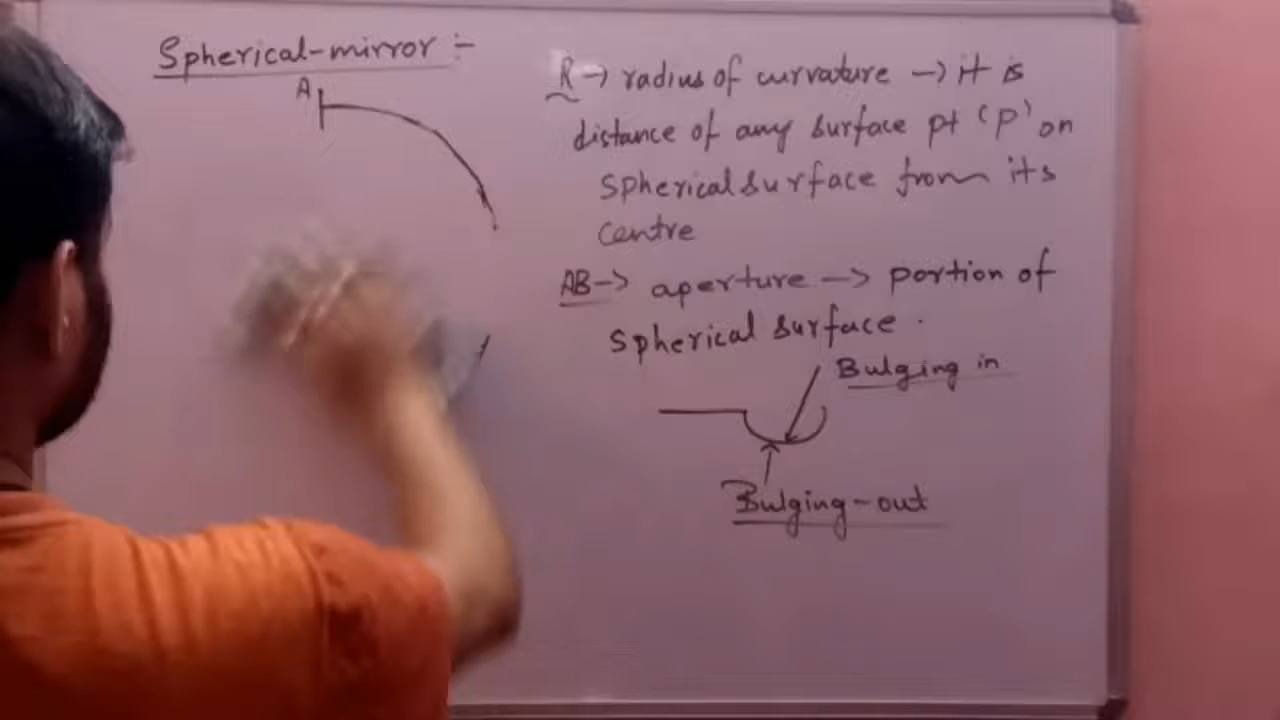 Spherical-mirror :-
A
R -> radius of curvature -> it is
distance of any surface pt 'P' on
spherical surface from its
centre
AB -> aperture -> portion of
spherical surface.
Bulging in
Bulging-out